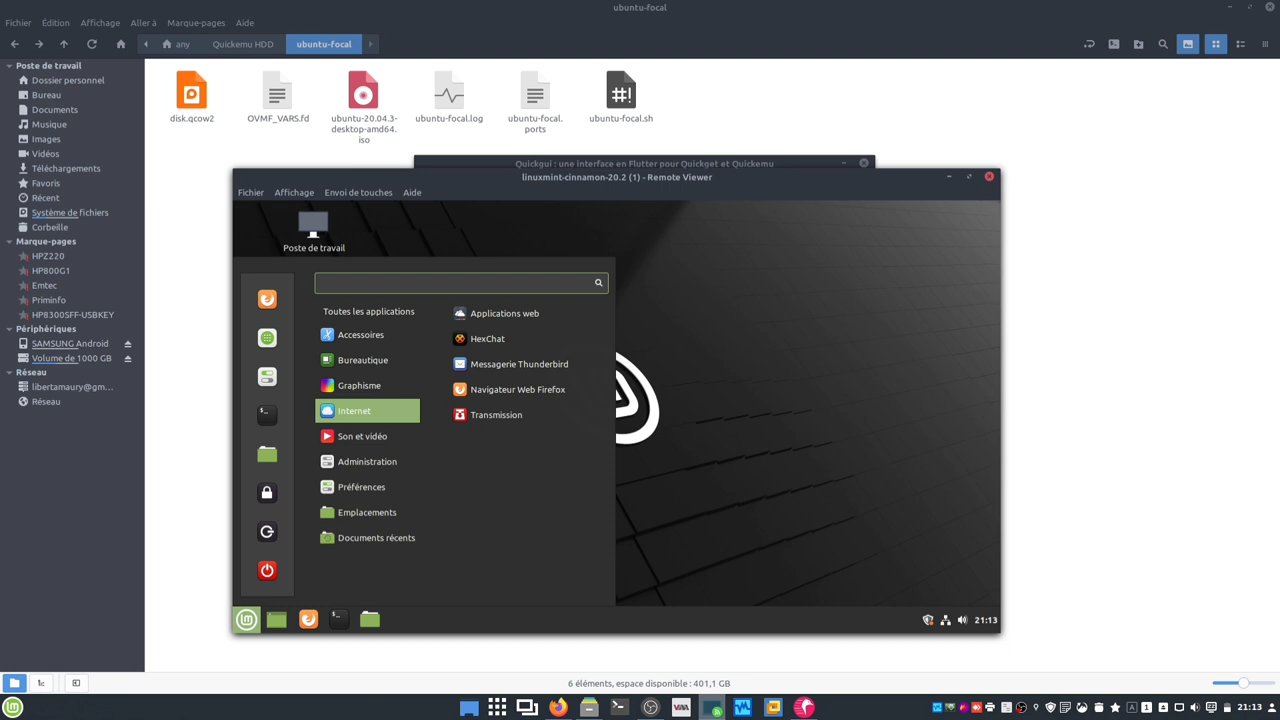 ubuntu-focal
Fichier Édition Affichage Aller à Marque-pages Aide
any Quickemu HDD ubuntu-focal
Poste de travail
Dossier personnel
Bureau
Documents
Musique
Images
Vidéos
Téléchargements
Favoris
Récent
Système de fichiers
Corbeille
Marque-pages
HPZ220
HP800G1
Emtec
Priminfo
HP8300SFF-USBKEY
Périphériques
SAMSUNG Android
Volume de 1000 GB
Réseau
libertamaury@gm...
Réseau
disk.qcow2
OVMF_VARS.fd
ubuntu-20.04.3-
desktop-amd64.
iso
ubuntu-focal.log
ubuntu-focal.
ports
ubuntu-focal.sh
Quickgui : une interface en Flutter pour Quickget et Quickemu
linuxmint-cinnamon-20.2 (1) - Remote Viewer
Fichier Affichage Envoi de touches Aide
Poste de travail
Toutes les applications
Accessoires
Bureautique
Graphisme
Internet
Son et vidéo
Administration
Préférences
Emplacements
Documents récents
Applications web
HexChat
Messagerie Thunderbird
Navigateur Web Firefox
Transmission
21:13
6 éléments, espace disponible : 401,1 GB
21:13